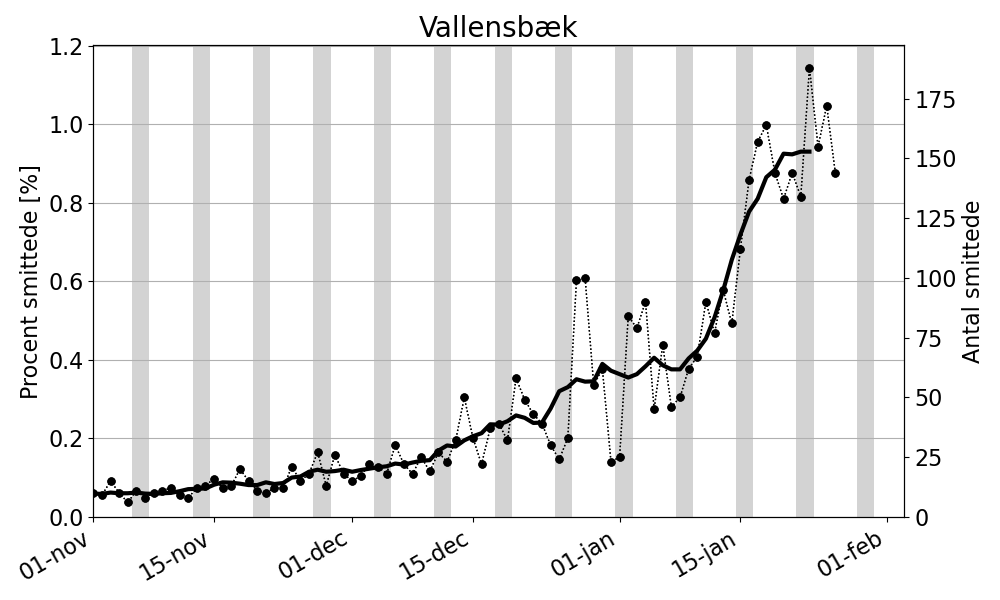 Vallensbæk
Procent smittede [%]
1.2
1.0
0.8
0.6
0.4
0.2
0.0
175
150
125
100
75
50
25
0
Antal smittede
01-nov
15-nov
01-dec
15-dec
01-jan
15-jan
01-feb